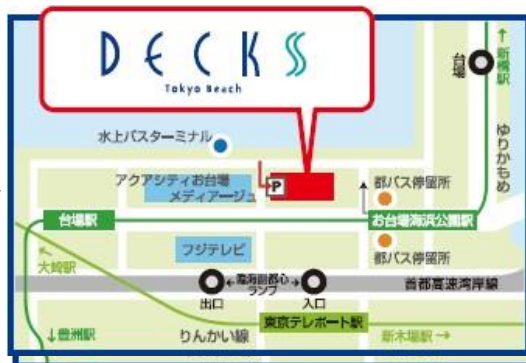 DECKS
Tokyo Beach
台場
↑新橋駅
ゆりかもめ
水上バスターミナル
アクアシティお台場
メディアージュ
P
都バス停留所
台場駅
お台場海浜公園駅
フジテレビ
都バス停留所
大崎駅
←臨海副都心→
ランプ
出口
入口
首都高速湾岸線
東京テレポート駅
↓豊洲駅
りんかい線
新木場駅→